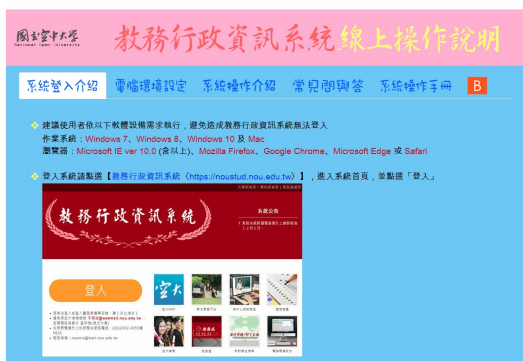 國立空中大學
National Open University
教務行政資訊系統線上操作說明
系統登入介紹 電腦環境設定 系統操作介紹 常見問與答 系統操作手冊 B
建議使用者依以下軟體設備需求執行，避免造成教務行政資訊系統無法登入
作業系統：Windows 7、Windows 8、Windows 10 及 Mac
瀏覽器：Microsoft IE ver 10.0 (含以上)、Mozilla Firefox、Google Chrome、Microsoft Edge 或 Safari
登入系統請點選【教務行政資訊系統〈https://noustud.nou.edu.tw/〉】，進入系統首頁，並點選「登入」
教務行政資訊系統
系統公告
登入
空大